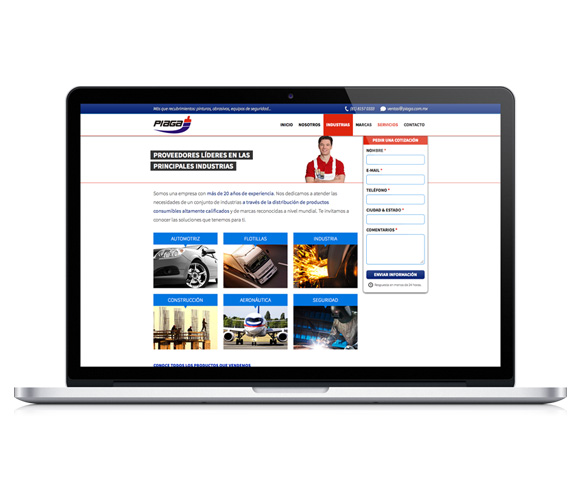 Más que recubrimientos: pinturas, abrasivos, equipos de seguridad...
ventas@piaga.com.mx
PIAGA
INICIO NOSOTROS INDUSTRIAS MARCAS SERVICIOS CONTACTO
PROVEEDORES LÍDERES EN LAS
PRINCIPALES INDUSTRIAS
Somos una empresa con más de 20 años de experiencia. Nos dedicamos a atender las
necesidades de un conjunto de industrias a través de la distribución de productos
consumibles altamente calificados y de marcas reconocidas a nivel mundial. Te invitamos a
conocer las soluciones que tenemos para ti.
AUTOMOTRIZ FLOTILLAS INDUSTRIA
CONSTRUCCIÓN AERONÁUTICA SEGURIDAD
CONOCE TODOS LOS PRODUCTOS QUE VENDEMOS
PEDIR UNA COTIZACIÓN
NOMBRE *
E-MAIL *
TELÉFONO *
CIUDAD & ESTADO *
COMENTARIOS *
ENVIAR INFORMACIÓN
Respuesta en menos de 24 horas